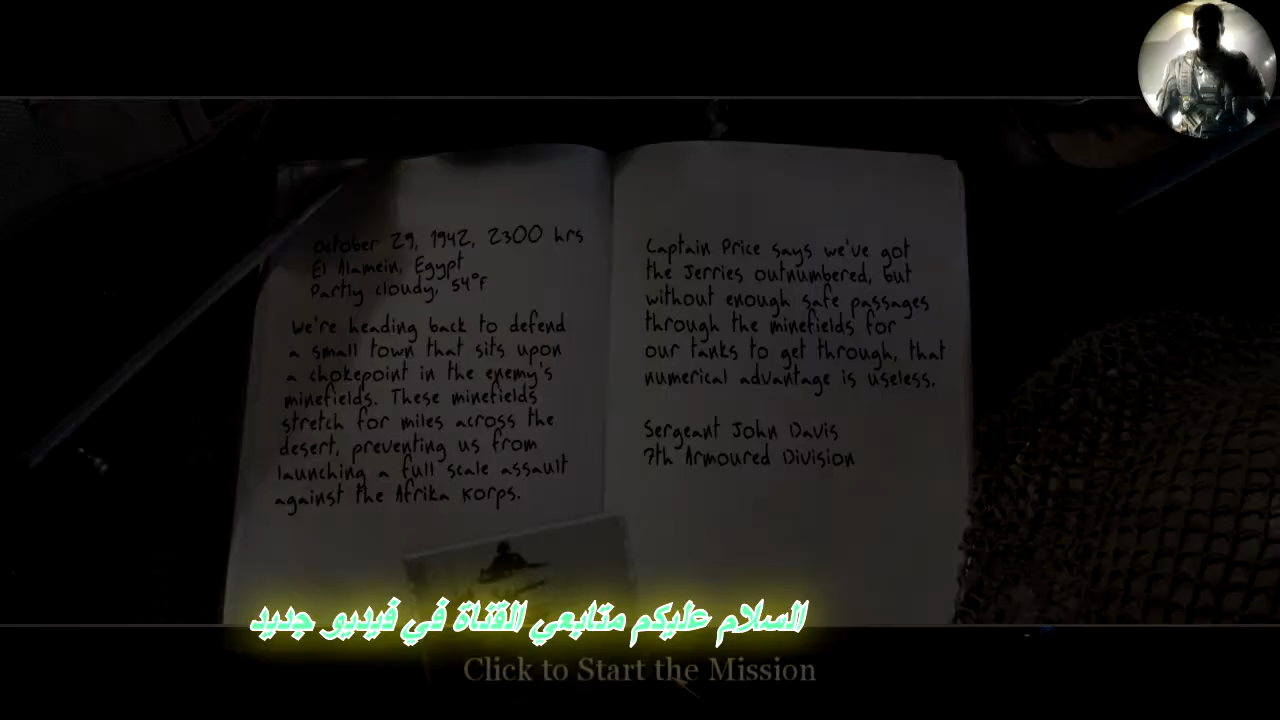 October 29, 1942, 2300 hrs
El Alamein, Egypt
Partly cloudy, 54°F
We're heading back to defend
a small town that sits upon
a chokepoint in the enemy's
minefields. These minefields
stretch for miles across the
desert, preventing us from
launching a full scale assault
against the Afrika Korps.
Captain Price says we've got
the Jerries outnumbered, but
without enough safe passages
through the minefields for
our tanks to get through, that
numerical advantage is useless.
Sergeant John Davis
7th Armoured Division
السلام عليكم متابعي القناة في فيديو جديد
Click to Start the Mission